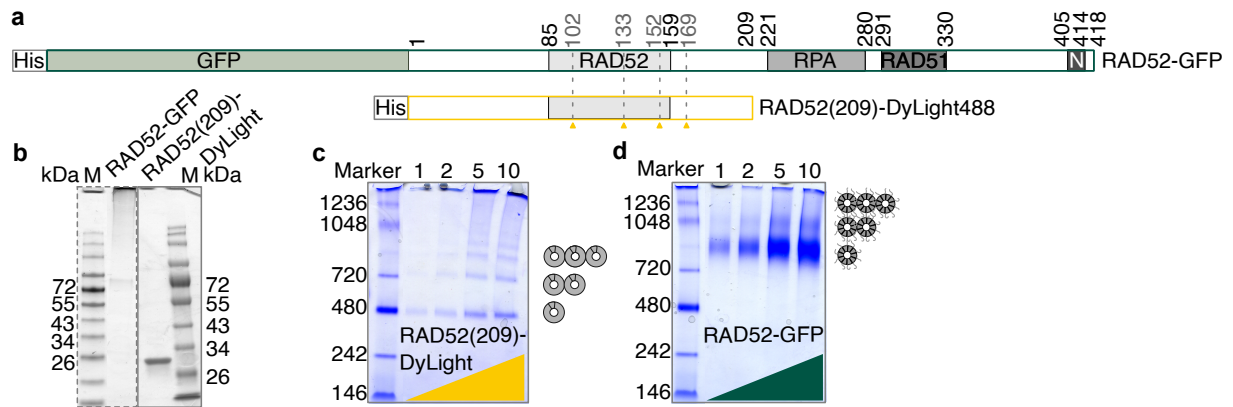 a
1 85 102 133 152 159 169 209 221 280 291 330 405 414 418
His GFP RAD52 RPA RAD51 N RAD52-GFP
His RAD52(209)-DyLight488
b
kDa M RAD52-GFP RAD52(209)-DyLight M kDa
72 72
55 55
43 43
34 34
26 26
c
Marker 1 2 5 10
1236
1048
720
480
242
146
RAD52(209)-
DyLight
d
Marker 1 2 5 10
1236
1048
720
480
242
146
RAD52-GFP